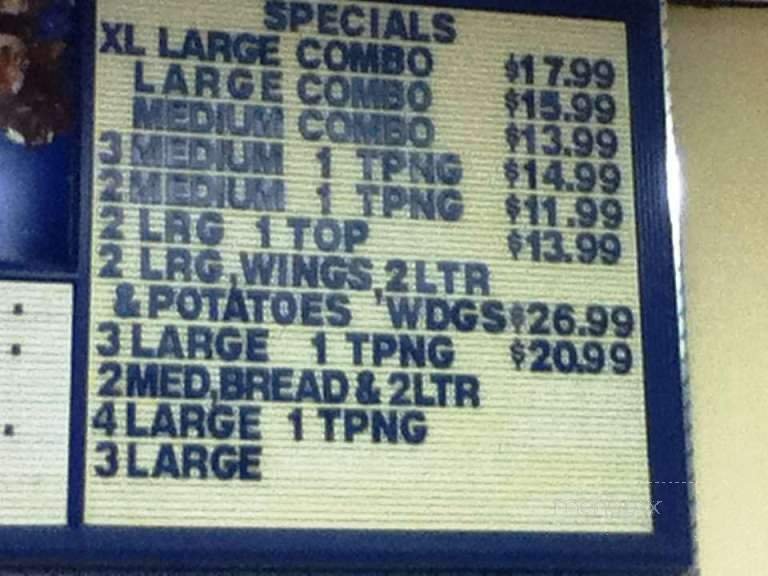 SPECIALS
XL LARGE COMBO $17.99
LARGE COMBO $15.99
MEDIUM COMBO $13.99
3 MEDIUM 1 TPNG $14.99
2 MEDIUM 1 TPNG $11.99
2 LRG 1 TOP $13.99
2 LRG,WINGS,2LTR
& POTATOES 'WDGS $26.99
3 LARGE 1 TPNG $20.99
2 MED,BREAD & 2LTR
4 LARGE 1 TPNG
3 LARGE